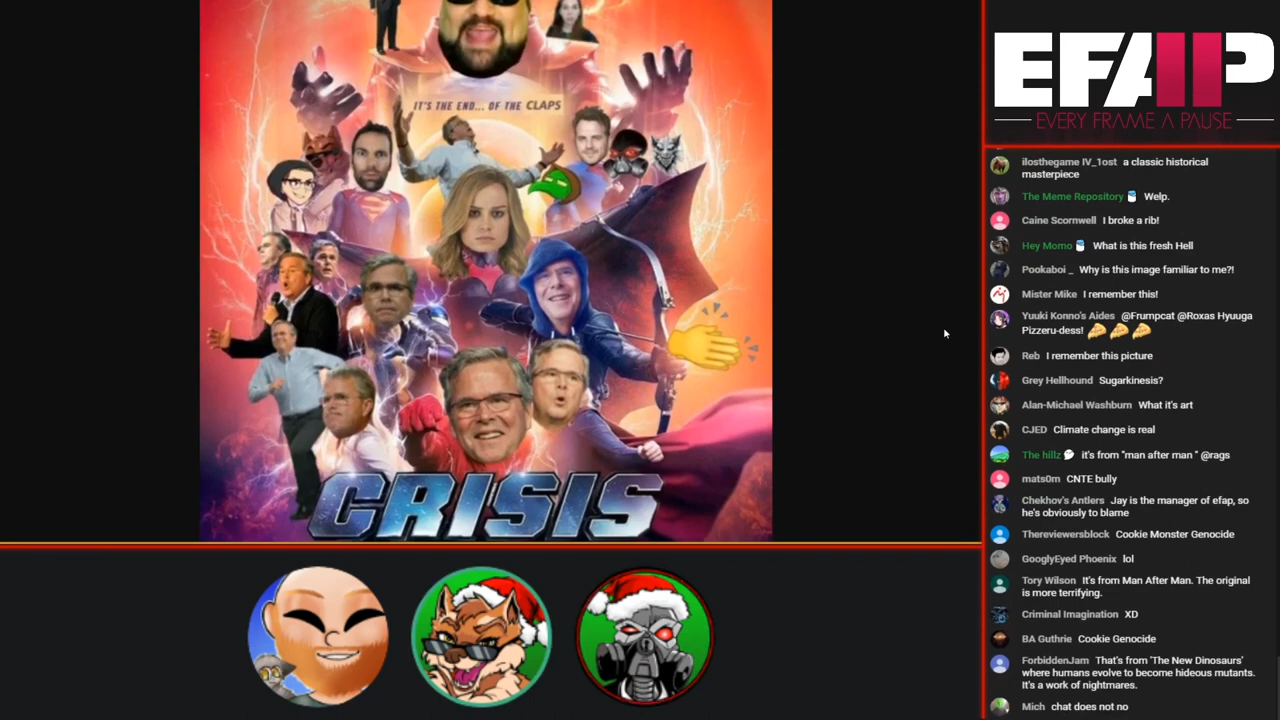 IT'S THE END... OF THE CLAPS
CRISIS
EFAP
EVERY FRAME A PAUSE
ilosthegame IV_1ost a classic historical
masterpiece
The Meme Repository Welp.
Caine Scornwell I broke a rib!
Hey Momo What is this fresh Hell
Pookaboi _ Why is this image familiar to me?!
Mister Mike I remember this!
Yuuki Konno's Aides @Frumpcat @Roxas Hyuuga
Pizzeru-dess!
Reb I remember this picture
Grey Hellhound Sugarkinesis?
Alan-Michael Washburn What it's art
CJED Climate change is real
The hillz it's from "man after man " @rags
mats0m CNTE bully
Chekhov's Antlers Jay is the manager of efap, so
he's obviously to blame
Thereviewersblock Cookie Monster Genocide
GooglyEyed Phoenix lol
Tory Wilson It's from Man After Man. The original
is more terrifying.
Criminal Imagination XD
BA Guthrie Cookie Genocide
ForbiddenJam That's from 'The New Dinosaurs'
where humans evolve to become hideous mutants.
It's a work of nightmares.
Mich chat does not no